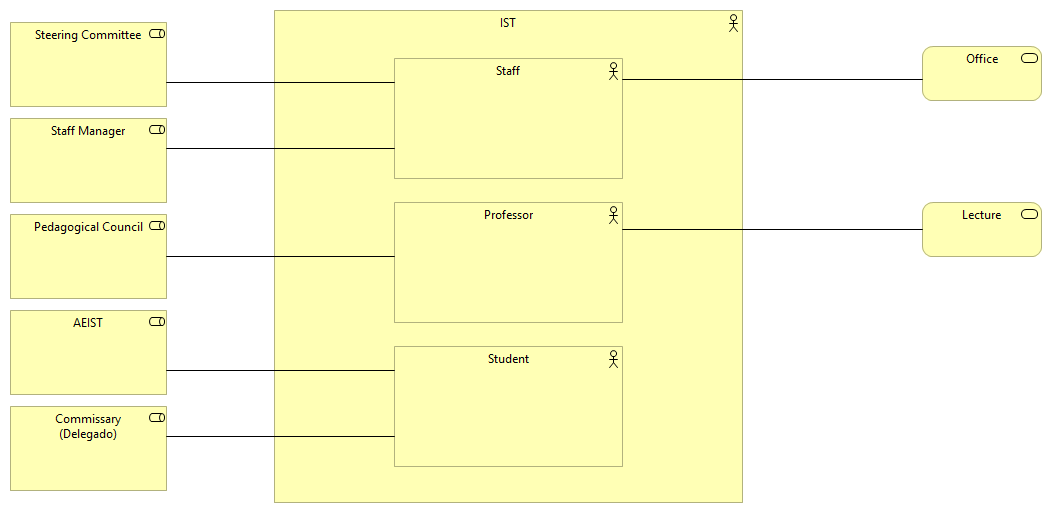 IST
Steering Committee
Staff
Office
Staff Manager
Professor
Lecture
Pedagogical Council
AEIST
Student
Commissary
(Delegado)